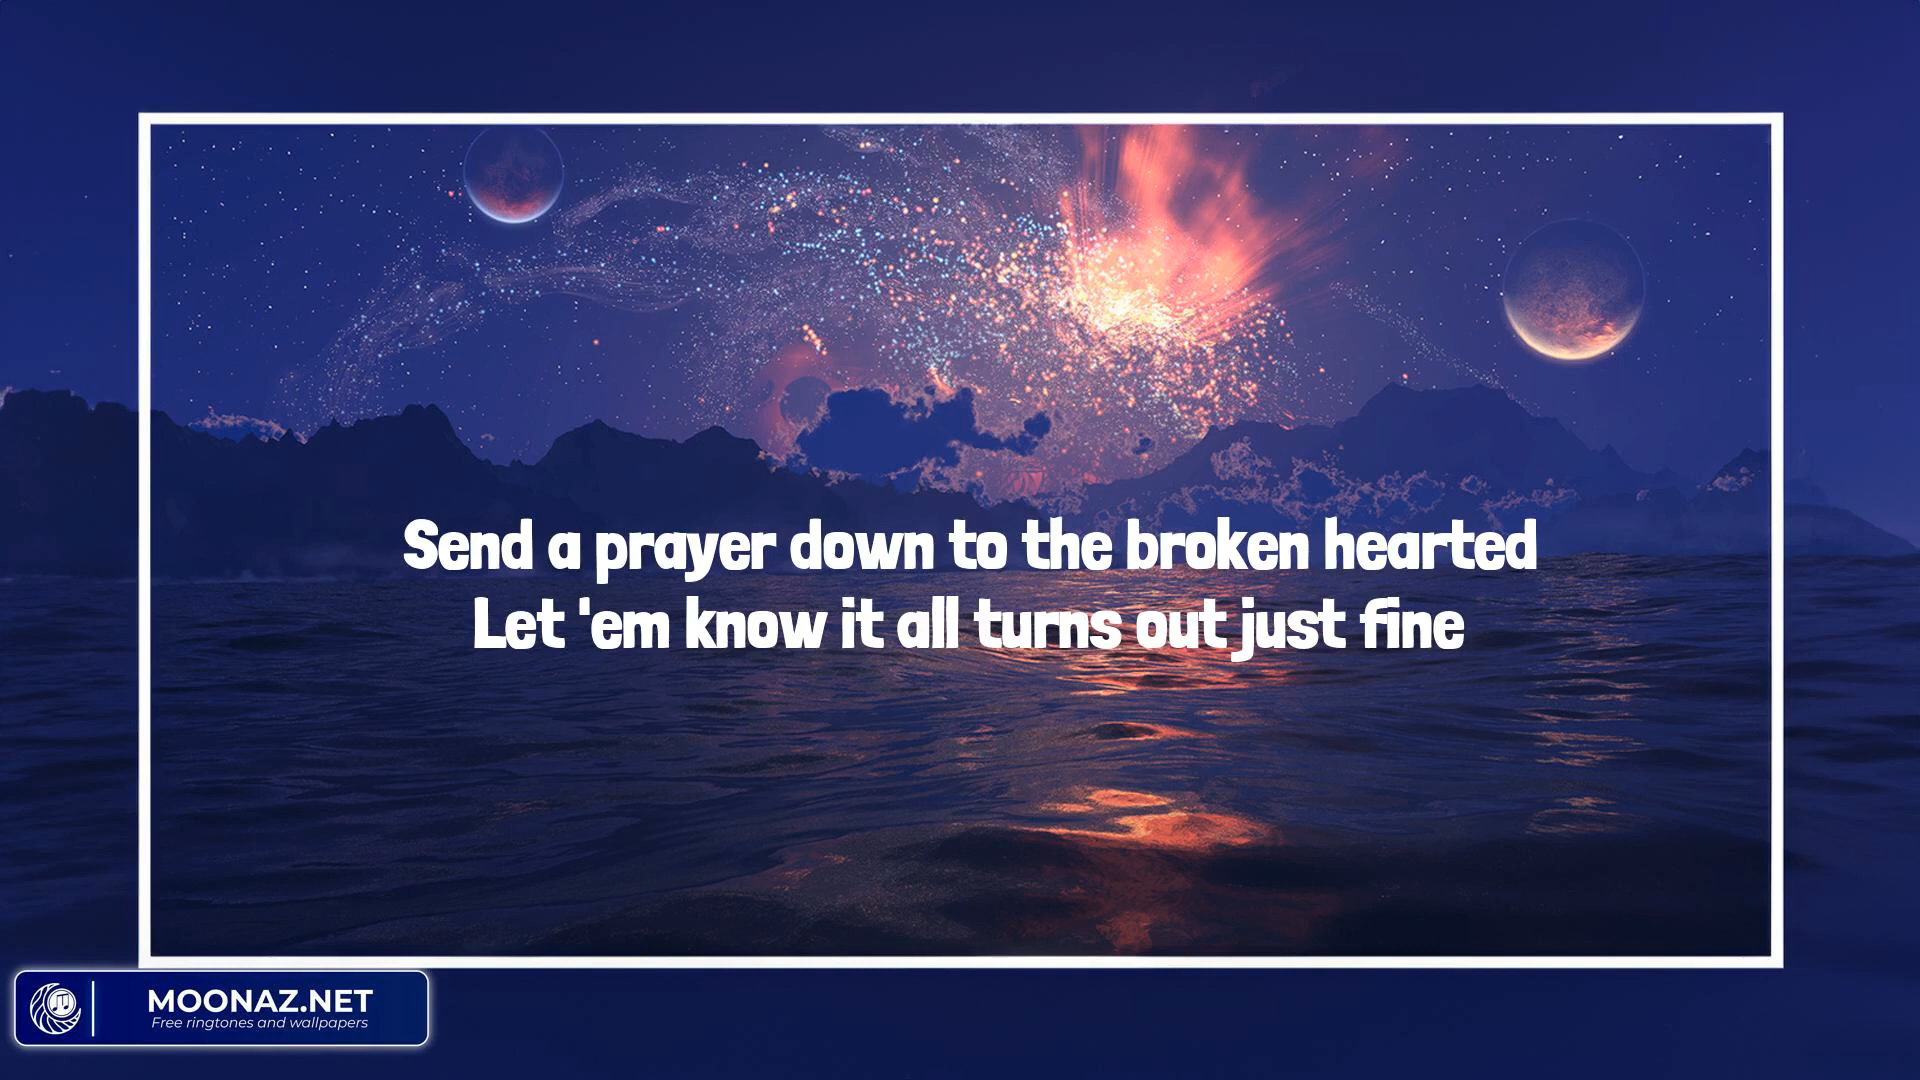 Send a prayer down to the broken hearted
Let 'em know it all turns out just fine
MOONAZ.NET
Free ringtones and wallpapers